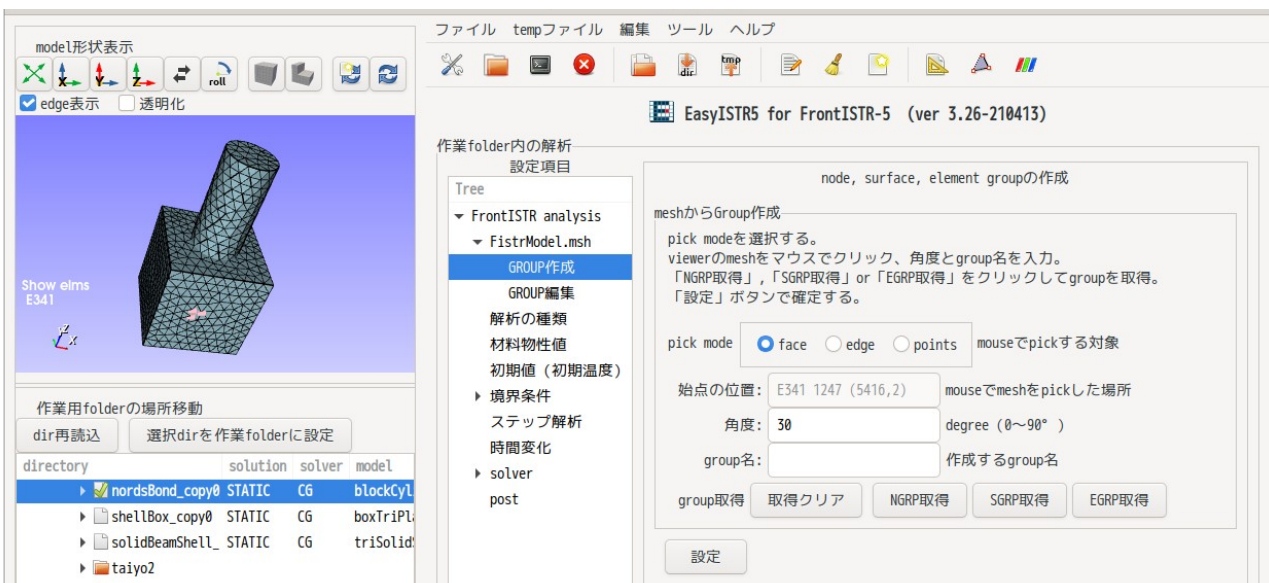 model形状表示
X Y Z roll
edge表示 透明化
Show elms
E341
Z X
作業用folderの場所移動
dir再読込 選択dirを作業folderに設定
directory solution solver model
nordsBond_copy0 STATIC CG blockCyl
shellBox_copy0 STATIC CG boxTriPl
solidBeamShell_ STATIC CG triSolid
taiyo2
ファイル tempファイル 編集 ツール ヘルプ
dir tmp
EasyISTR5 for FrontISTR-5 (ver 3.26-210413)
作業folder内の解析
設定項目
Tree
FrontISTR analysis
FistrModel.msh
GROUP作成
GROUP編集
解析の種類
材料物性値
初期値 (初期温度)
境界条件
ステップ解析
時間変化
solver
post
node, surface, element groupの作成
meshからGroup作成
pick modeを選択する。
viewerのmeshをマウスでクリック、角度とgroup名を入力。
「NGRP取得」,「SGRP取得」or「EGRP取得」をクリックしてgroupを取得。
「設定」ボタンで確定する。
pick mode face edge points mouseでpickする対象
始点の位置: E341 1247 (5416,2) mouseでmeshをpickした場所
角度: 30 degree (0～90° )
group名: 作成するgroup名
group取得 取得クリア NGRP取得 SGRP取得 EGRP取得
設定